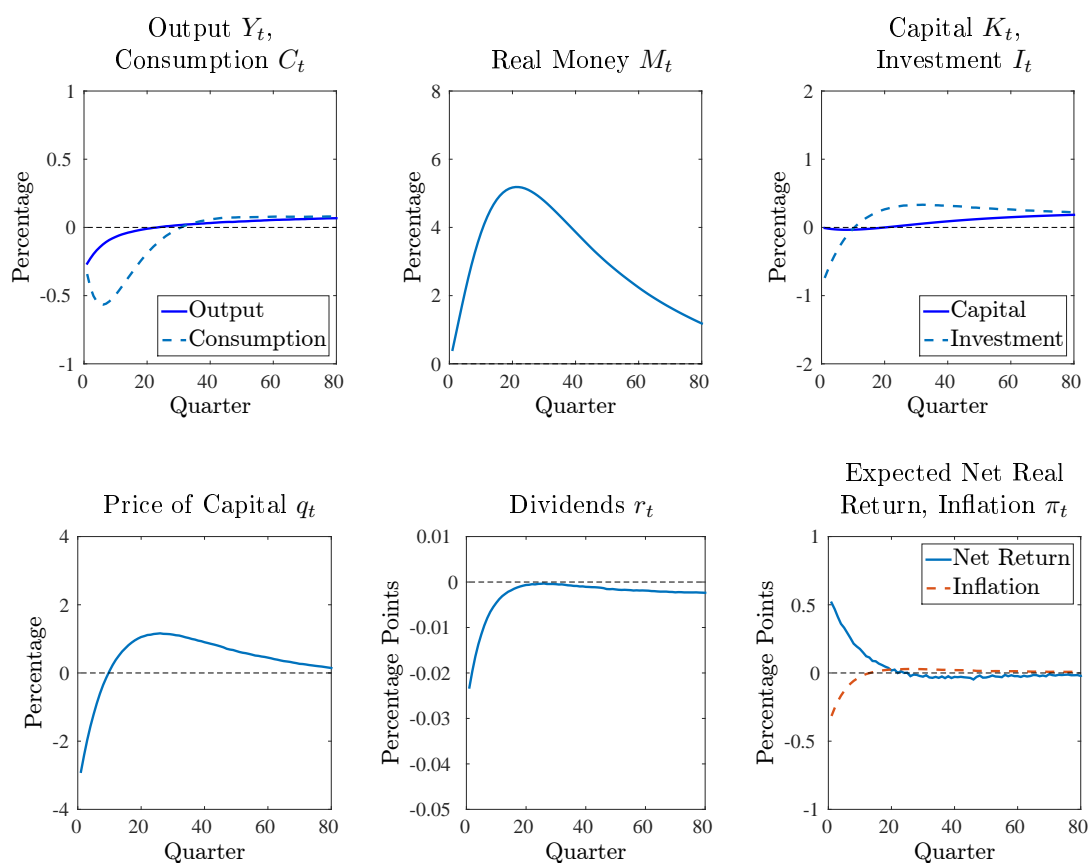 Output Y_t,
Consumption C_t
Percentage
1
0.5
0
-0.5
-1
Output
Consumption
0 20 40 60 80
Quarter
Real Money M_t
Percentage
8
6
4
2
0
0 20 40 60 80
Quarter
Capital K_t,
Investment I_t
Percentage
2
1
0
-1
-2
Capital
Investment
0 20 40 60 80
Quarter
Price of Capital q_t
Percentage
4
2
0
-2
-4
0 20 40 60 80
Quarter
Dividends r_t
Percentage Points
0.01
0
-0.01
-0.02
-0.03
-0.04
-0.05
0 20 40 60 80
Quarter
Expected Net Real
Return, Inflation π_t
Percentage Points
1
0.5
0
-0.5
-1
Net Return
Inflation
0 20 40 60 80
Quarter